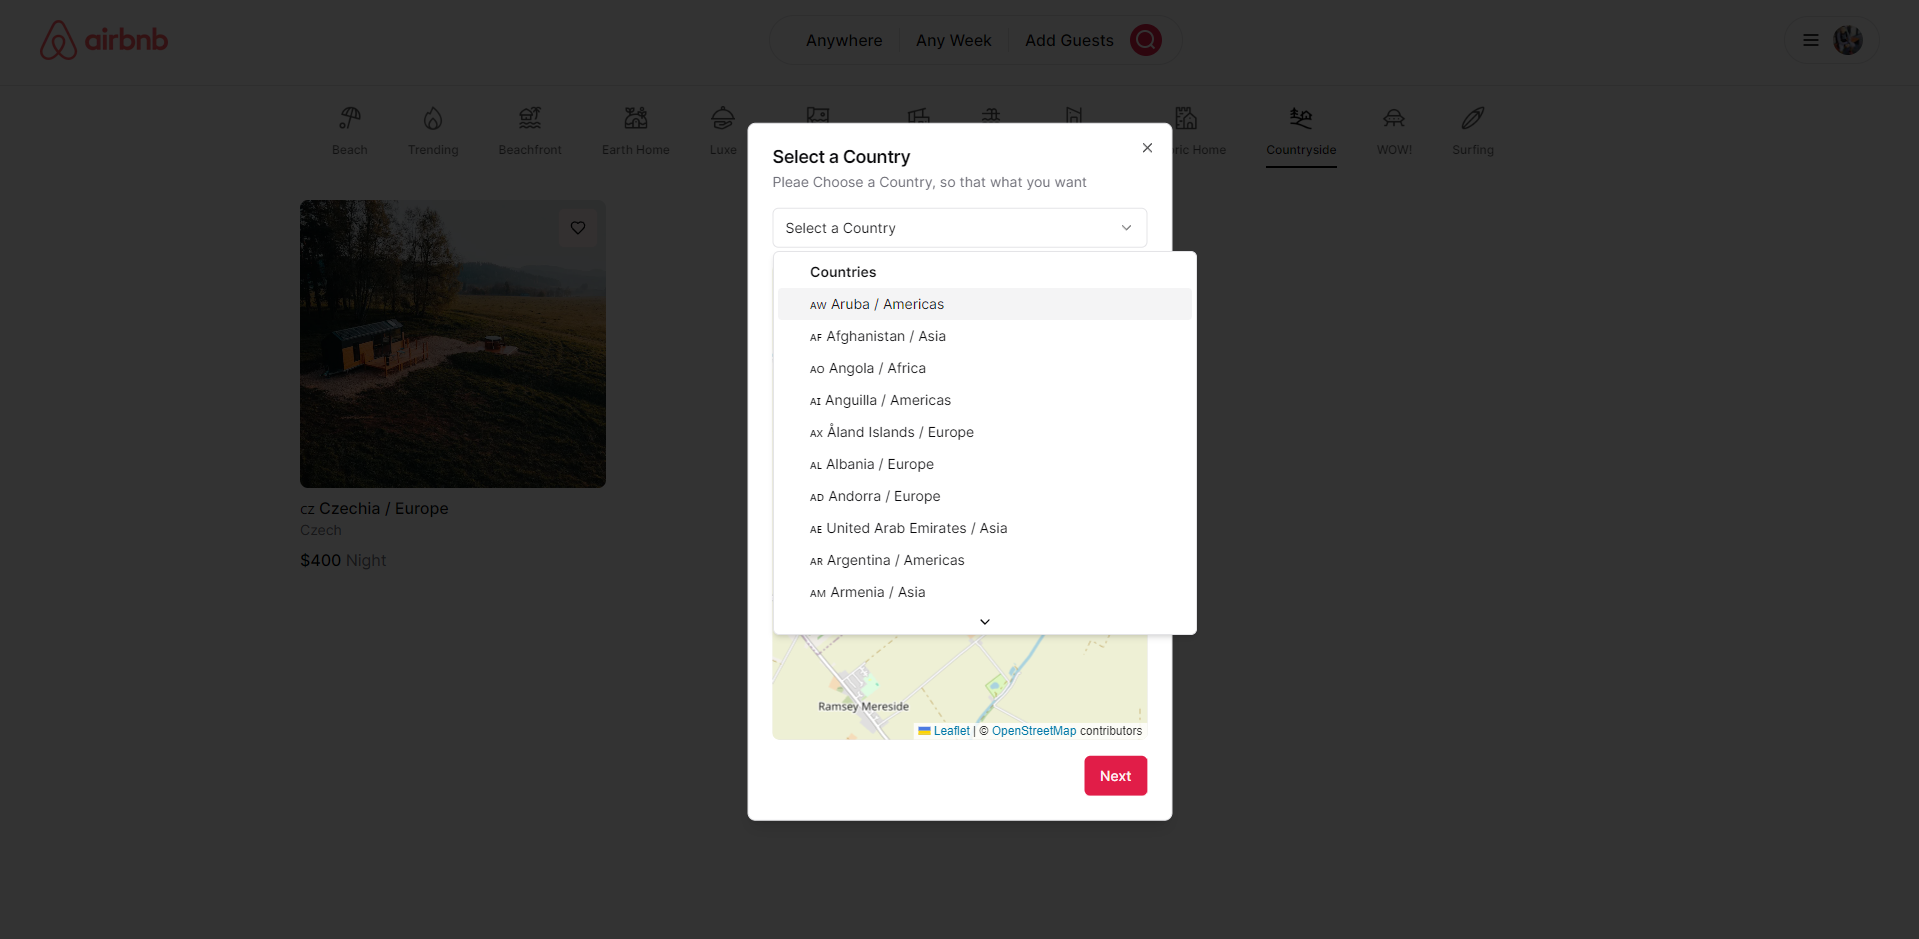 airbnb
Anywhere
Any Week
Add Guests
Beach
Trending
Beachfront
Earth Home
Luxe
ric Home
Countryside
WOW!
Surfing
Select a Country
Pleae Choose a Country, so that what you want
Select a Country
Countries
AW Aruba / Americas
AF Afghanistan / Asia
AO Angola / Africa
AI Anguilla / Americas
AX Åland Islands / Europe
AL Albania / Europe
AD Andorra / Europe
AE United Arab Emirates / Asia
AR Argentina / Americas
AM Armenia / Asia
CZ Czechia / Europe
Czech
$400 Night
Ramsey Mereside
Leaflet | © OpenStreetMap contributors
Next